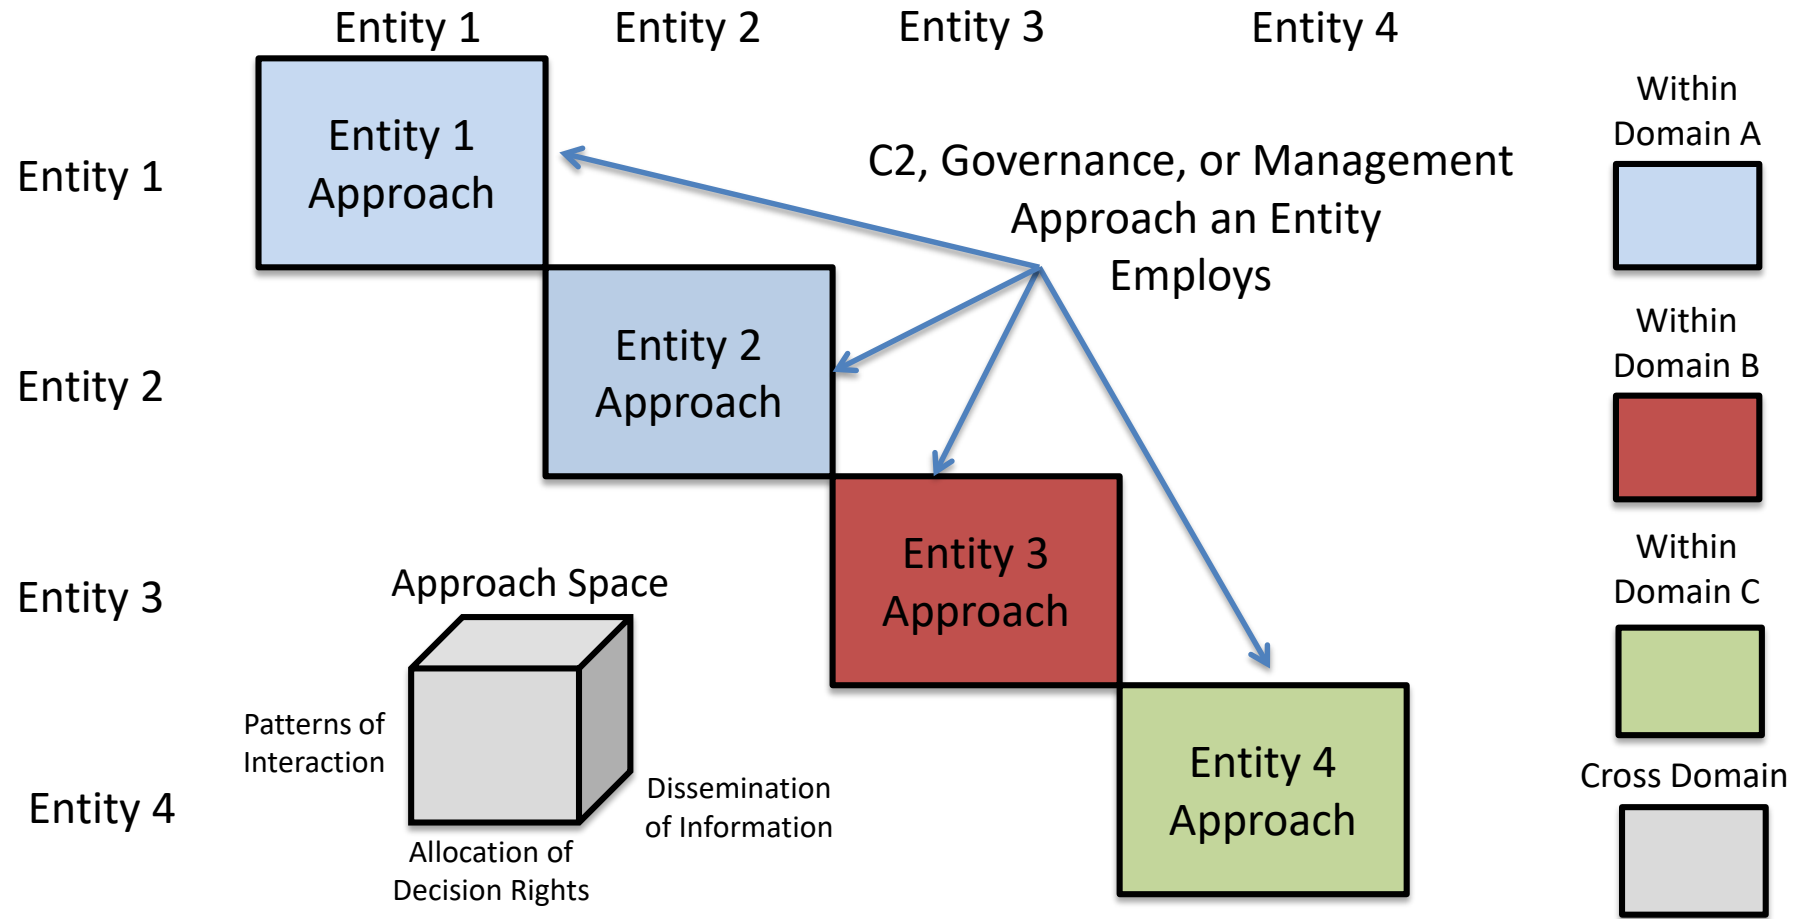 Entity 1
Entity 2
Entity 3
Entity 4
Entity 1
Entity 1
Approach
C2, Governance, or Management
Approach an Entity
Employs
Within
Domain A
Entity 2
Entity 2
Approach
Within
Domain B
Entity 3
Entity 3
Approach
Within
Domain C
Approach Space
Patterns of
Interaction
Dissemination
of Information
Allocation of
Decision Rights
Entity 4
Entity 4
Approach
Cross Domain